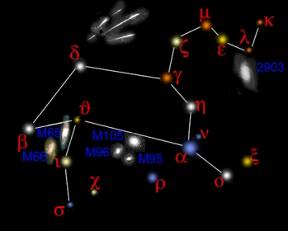 μ κ
ζ ε λ
δ
γ 2903
η
ϑ
β M65 M105 ν
M66 M96 α
ι M95 ξ
χ ρ ο
σ